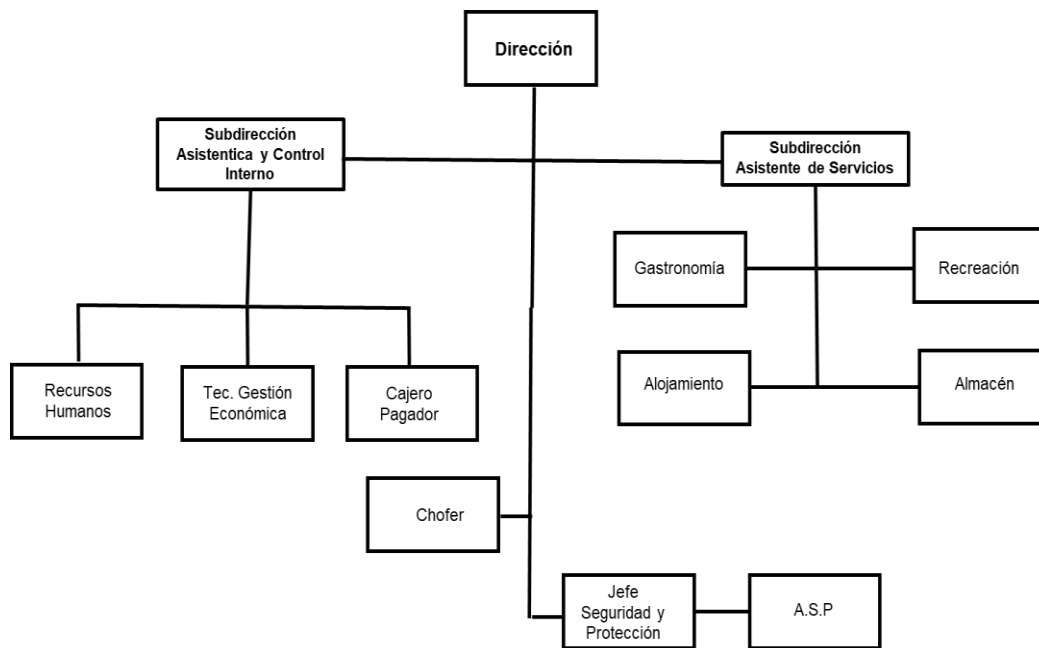 Dirección
Subdirección
Asistentica y Control
Interno
Subdirección
Asistente de Servicios
Gastronomía
Recreación
Recursos
Humanos
Tec. Gestión
Económica
Cajero
Pagador
Alojamiento
Almacén
Chofer
Jefe
Seguridad y
Protección
A.S.P